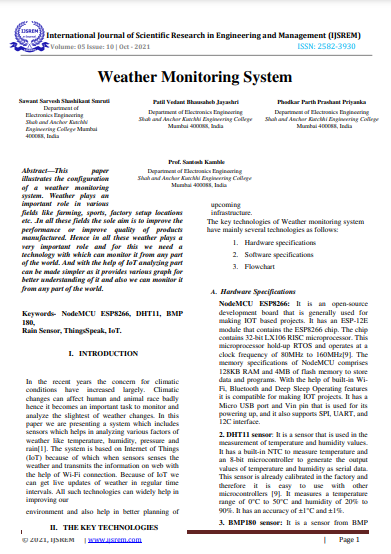 International Journal of Scientific Research in Engineering and Management (IJSREM)
Volume: 05 Issue: 10 | Oct - 2021
ISSN: 2582-3930
Weather Monitoring System
Sawant Sarvesh Shashikant Smruti
Department of
Electronics Engineering
Shah and Anchor Kutchhi
Engineering College Mumbai
400088, India
Patil Vedant Bhausaheb Jayashri
Department of Electronics Engineering
Shah and Anchor Kutchhi Engineering College
Mumbai 400088, India
Phodkar Parth Prashant Priyanka
Department of Electronics Engineering
Shah and Anchor Kutchhi Engineering College
Mumbai 400088, India
Prof. Santosh Kamble
Department of Electronics Engineering
Shah and Anchor Kutchhi Engineering College
Mumbai 400088, India
Abstract—This paper
illustrates the configuration
of a weather monitoring
system. Weather plays an
important role in various
fields like farming, sports, factory setup locations
etc. .In all these fields the sole aim is to improve the
performance or improve quality of products
manufactured. Hence in all these weather plays a
very important role and for this we need a
technology with which can monitor it from any part
of the world. And with the help of IoT analyzing part
can be made simpler as it provides various graph for
better understanding of it and also we can monitor it
from any part of the world.
Keywords- NodeMCU ESP8266, DHT11, BMP
180,
Rain Sensor, ThingsSpeak, IoT.
I. INTRODUCTION
In the recent years the concern for climatic
conditions have increased largely. Climatic
changes can affect human and animal race badly
hence it becomes an important task to monitor and
analyze the slightest of weather changes. In this
paper we are presenting a system which includes
sensors which helps in analyzing various factors of
weather like temperature, humidity, pressure and
rain[1]. The system is based on Internet of Things
(IoT) because of which when sensors senses the
weather and transmits the information on web with
the help of Wi-Fi connection. Because of IoT we
can get live updates of weather in regular time
intervals. All such technologies can widely help in
improving our
environment and also help in better planning of
upcoming
infrastructure.
II. THE KEY TECHNOLOGIES
The key technologies of Weather monitoring system
have mainly several technologies as follows:
1. Hardware specifications
2. Software specifications
3. Flowchart
A. Hardware Specifications
NodeMCU ESP8266: It is an open-source
development board that is generally used for
making IOT based projects. It has an ESP-12E
module that contains the ESP8266 chip. The chip
contains 32-bit LX106 RISC microprocessor. This
microprocessor hold-up RTOS and operates at a
clock frequency of 80MHz to 160MHz[9]. The
memory specifications of NodeMCU comprises
128KB RAM and 4MB of flash memory to store
data and programs. With the help of built-in Wi-
Fi, Bluetooth and Deep Sleep Operating features
it is compatible for making IOT projects. It has a
Micro USB port and Vin pin that is used for its
powering up, and it also supports SPI, UART, and
12C interface.
2. DHT11 sensor: It is a sensor that is used in the
measurement of temperature and humidity values.
It has a built-in NTC to measure temperature and
an 8-bit microcontroller to generate the output
values of temperature and humidity as serial data.
This sensor is already calibrated in the factory and
therefore it is easy to use with other
microcontrollers [9]. It measures a temperature
range of 0°C to 50°C and humidity of 20% to
90%. It has an accuracy of ±1°C and ±1%.
3. BMP180 sensor: It is a sensor from BMP
© 2021, IJSREM | www.ijsrem.com
Page 1